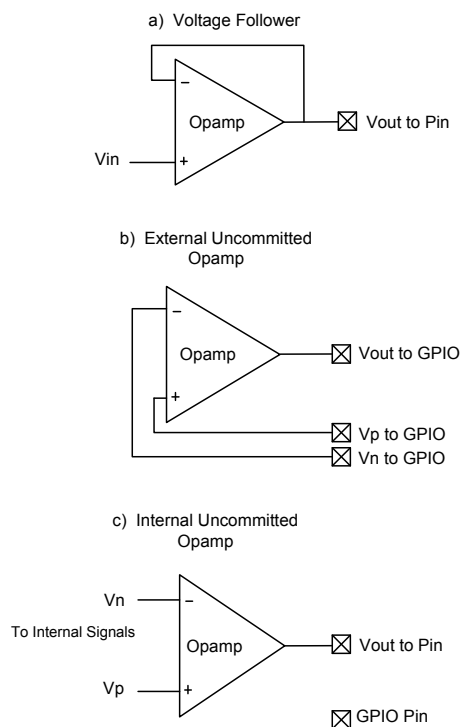 a) Voltage Follower
−
Opamp
Vout to Pin
Vin
+
b) External Uncommitted
Opamp
−
Opamp
Vout to GPIO
+
Vp to GPIO
Vn to GPIO
c) Internal Uncommitted
Opamp
Vn
−
To Internal Signals
Opamp
Vout to Pin
Vp
+
GPIO Pin